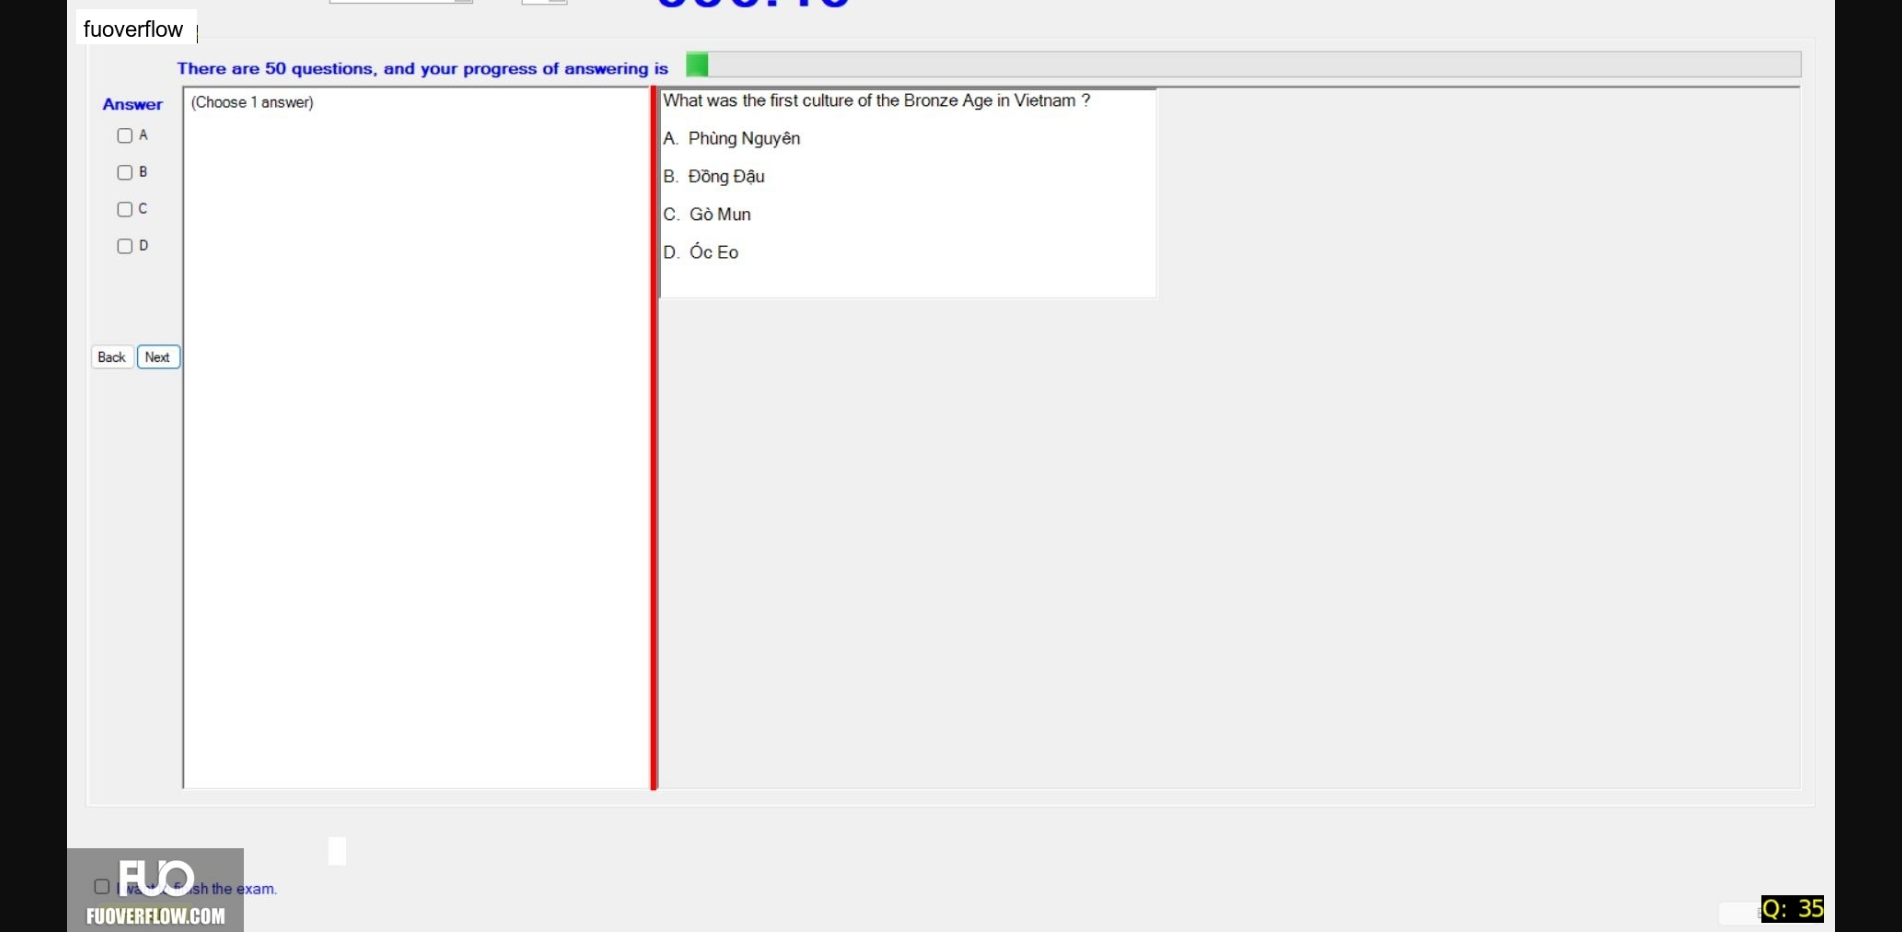 fuoverflow
There are 50 questions, and your progress of answering is
Answer
(Choose 1 answer)
A
B
C
D
Back Next
What was the first culture of the Bronze Age in Vietnam ?
A. Phùng Nguyên
B. Đồng Đậu
C. Gò Mun
D. Óc Eo
FUO
sh the exam.
FUOVERFLOW.COM
Q: 35